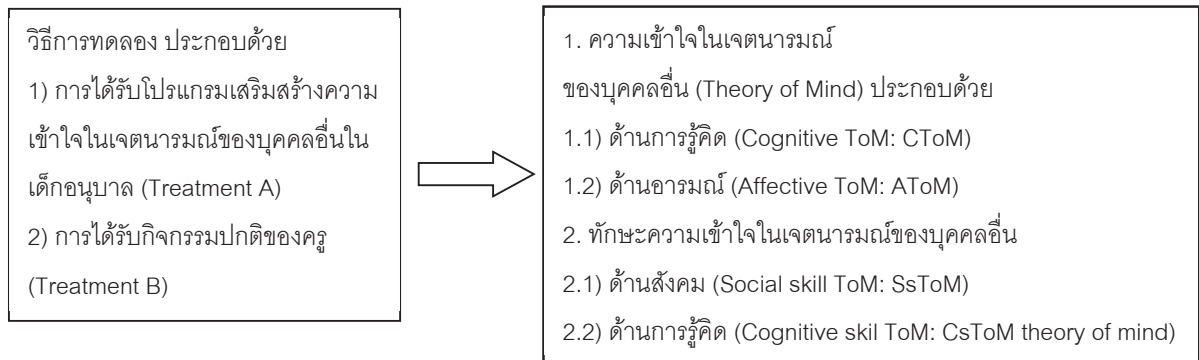 วิธีการทดลอง ประกอบด้วย
1) การได้รับโปรแกรมเสริมสร้างความ
เข้าใจในเจตนารมณ์ของบุคคลอื่นใน
เด็กอนุบาล (Treatment A)
2) การได้รับกิจกรรมปกติของครู
(Treatment B)
1. ความเข้าใจในเจตนารมณ์
ของบุคคลอื่น (Theory of Mind) ประกอบด้วย
1.1) ด้านการรู้คิด (Cognitive ToM: CToM)
1.2) ด้านอารมณ์ (Affective ToM: AToM)
2. ทักษะความเข้าใจในเจตนารมณ์ของบุคคลอื่น
2.1) ด้านสังคม (Social skill ToM: SsToM)
2.2) ด้านการรู้คิด (Cognitive skil ToM: CsToM theory of mind)